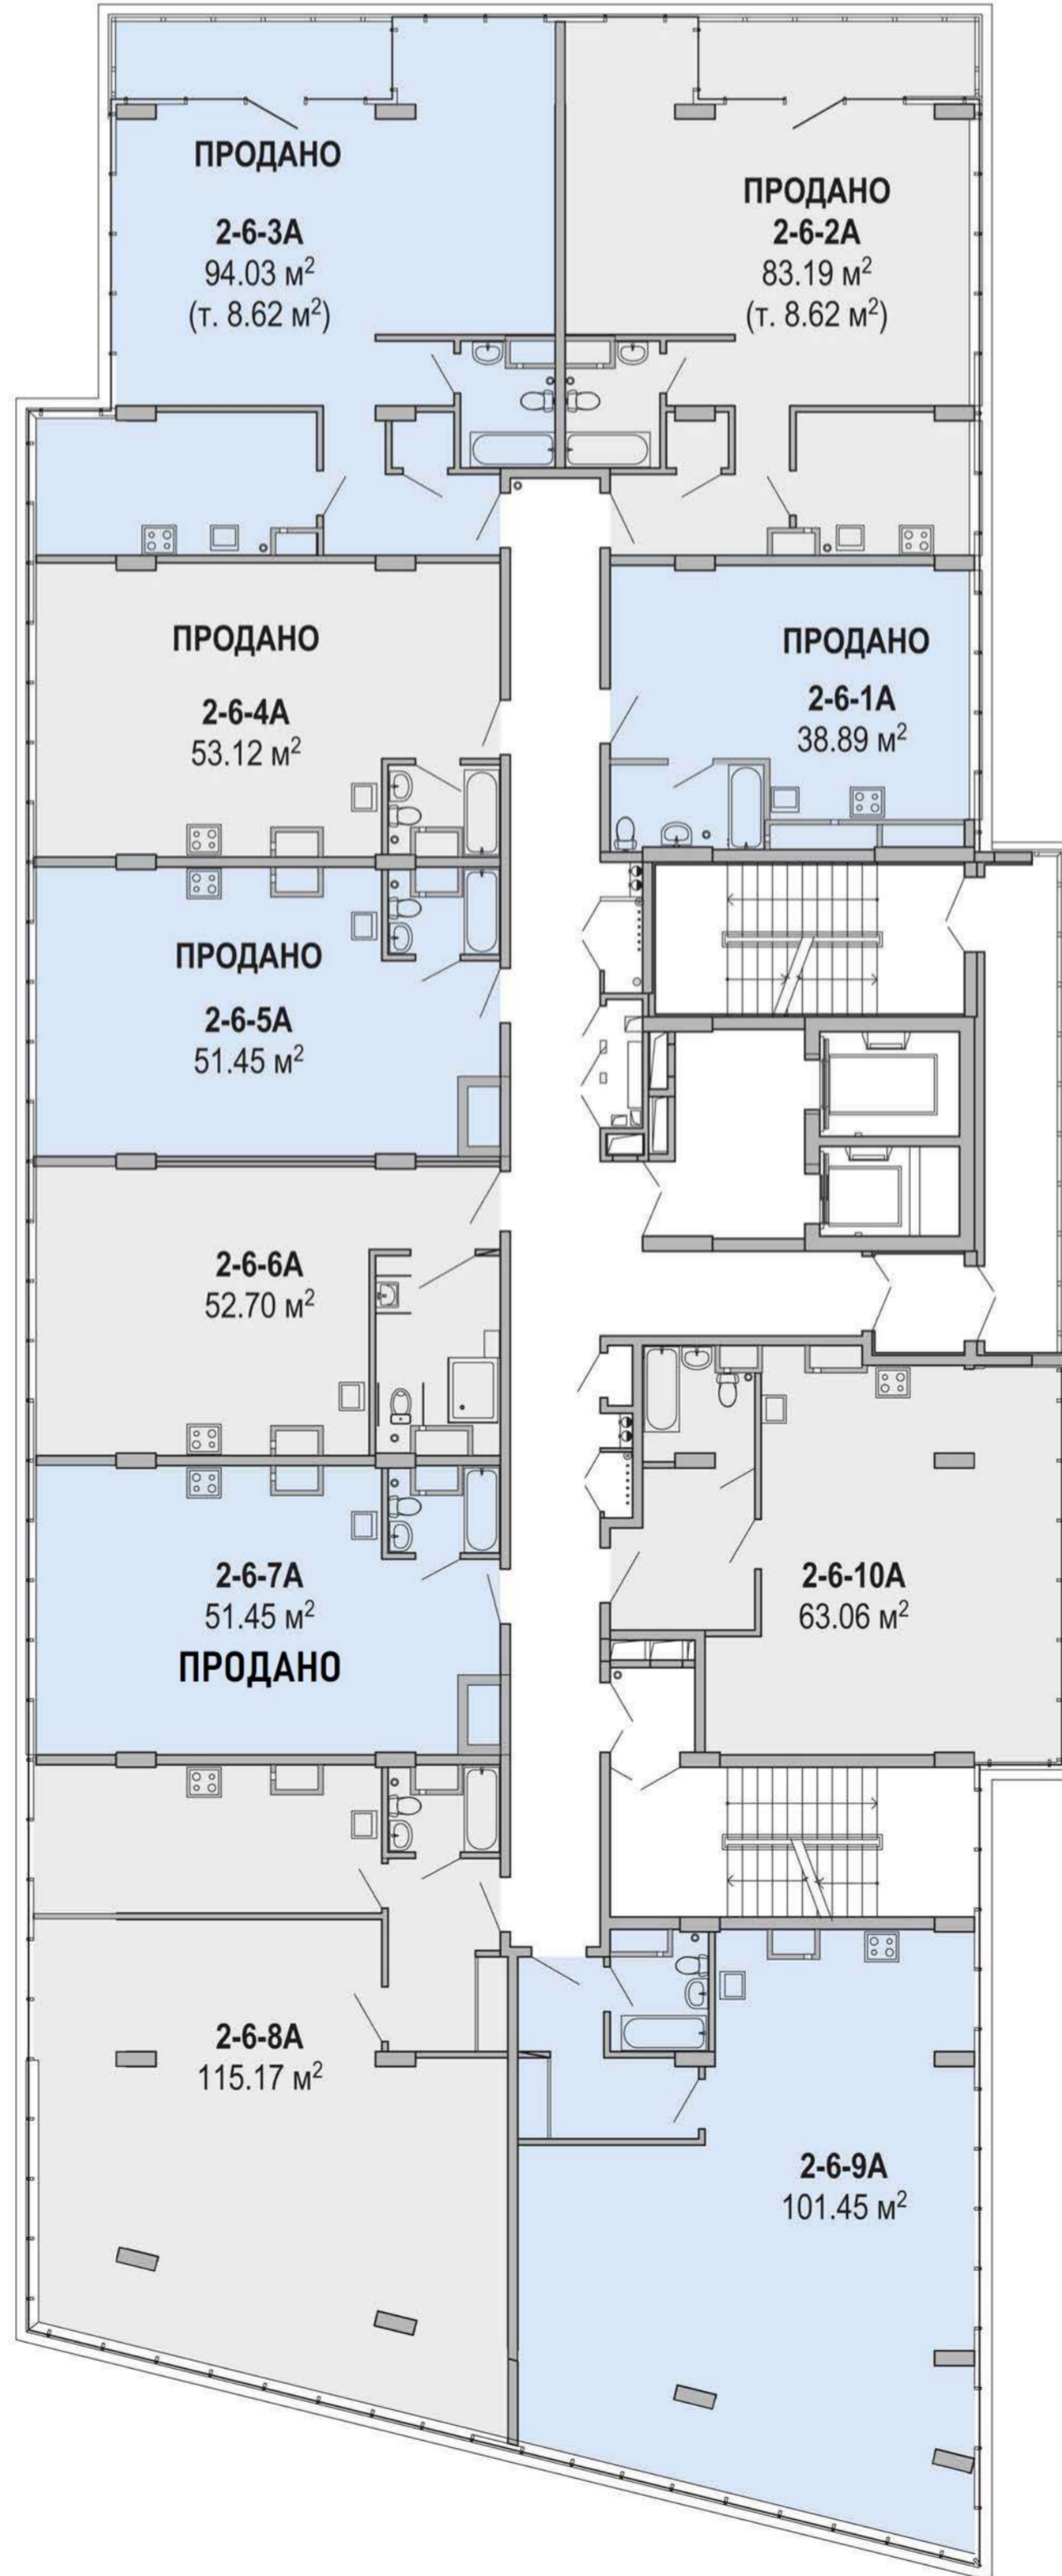 ПРОДАНО
2-6-3А
94.03 м²
(т. 8.62 м²)
ПРОДАНО
2-6-2А
83.19 м²
(т. 8.62 м²)
ПРОДАНО
2-6-4А
53.12 м²
ПРОДАНО
2-6-1А
38.89 м²
ПРОДАНО
2-6-5А
51.45 м²
2-6-6А
52.70 м²
2-6-7А
51.45 м²
ПРОДАНО
2-6-10А
63.06 м²
2-6-8А
115.17 м²
2-6-9А
101.45 м²